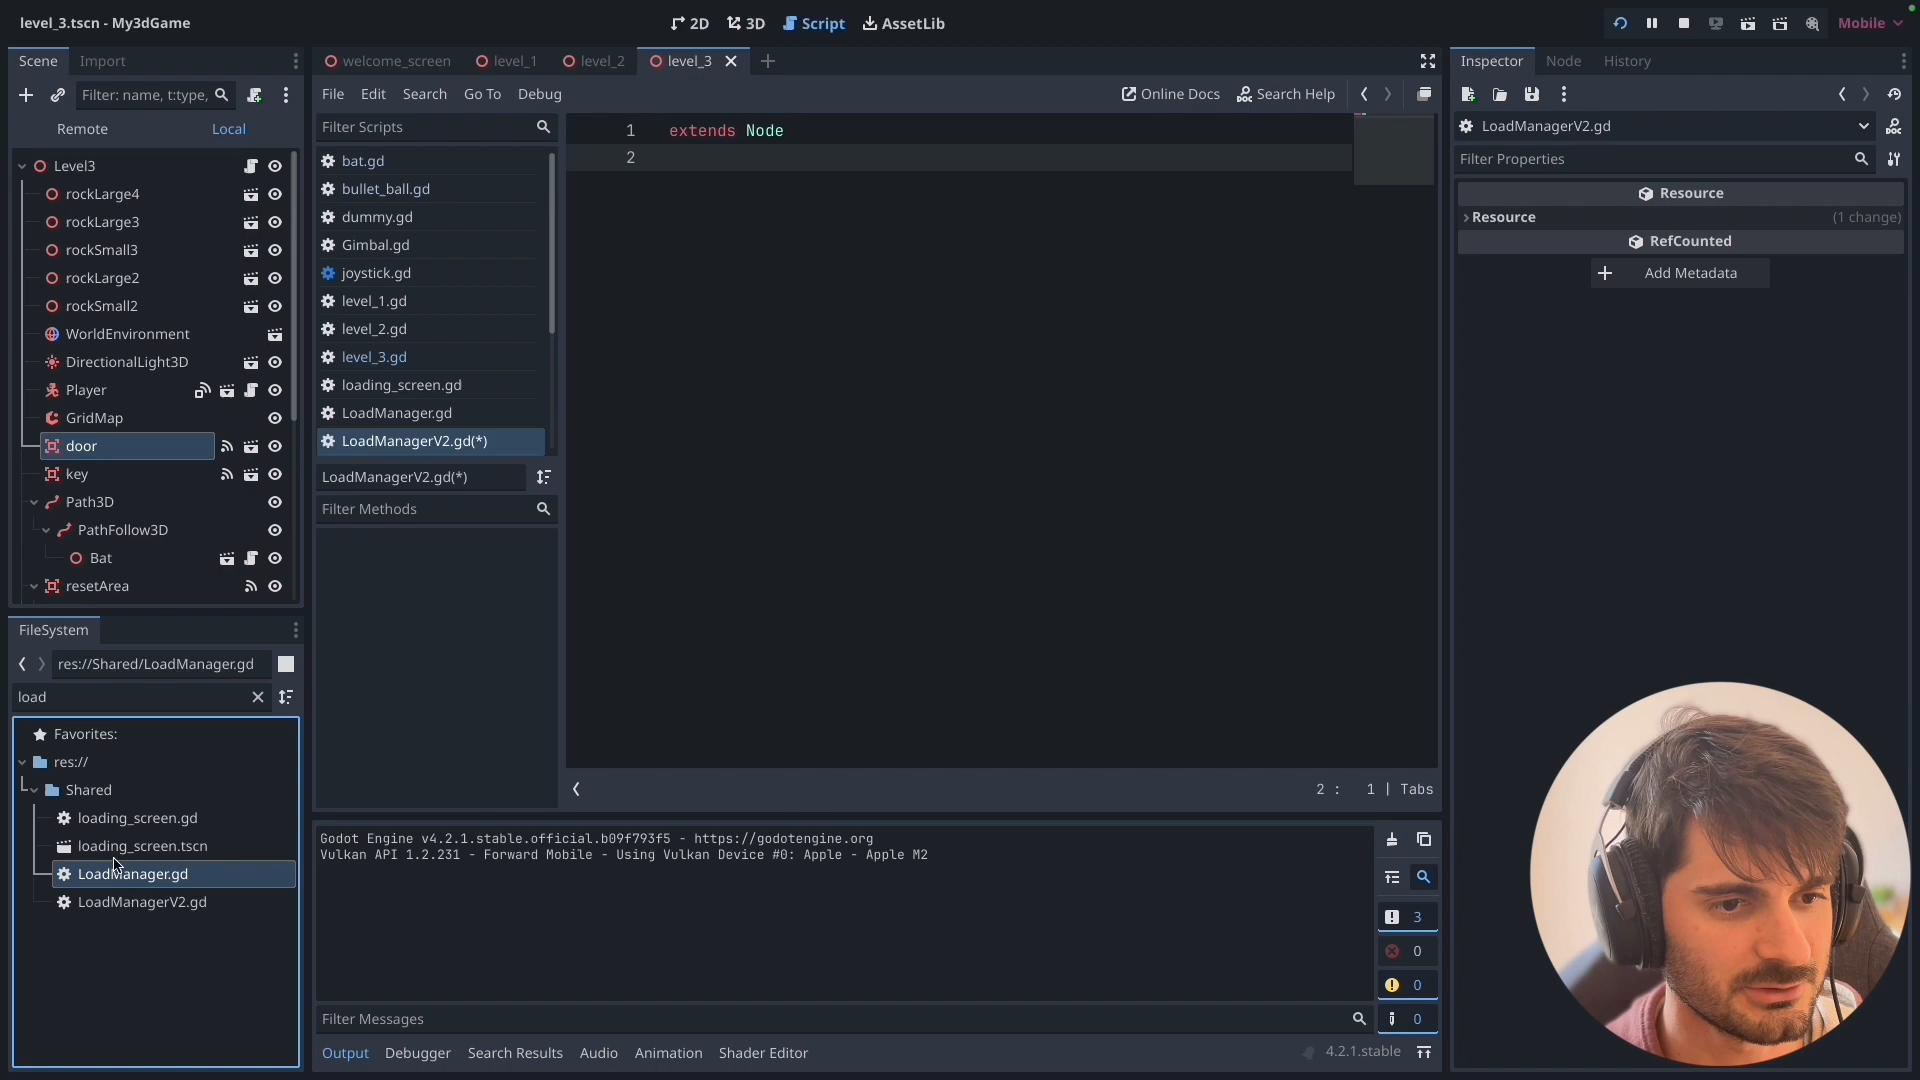 level_3.tscn - My3dGame
2D
3D
Script
AssetLib
Mobile
Scene
Import
Filter: name, t:type,
Remote
Local
Level3
rockLarge4
rockLarge3
rockSmall3
rockLarge2
rockSmall2
WorldEnvironment
DirectionalLight3D
Player
GridMap
door
key
Path3D
PathFollow3D
Bat
resetArea
FileSystem
res://Shared/LoadManager.gd
load
Favorites:
res://
Shared
loading_screen.gd
loading_screen.tscn
LoadManager.gd
LoadManagerV2.gd
welcome_screen
level_1
level_2
level_3
File
Edit
Search
Go To
Debug
Online Docs
Search Help
Filter Scripts
bat.gd
bullet_ball.gd
dummy.gd
Gimbal.gd
joystick.gd
level_1.gd
level_2.gd
level_3.gd
loading_screen.gd
LoadManager.gd
LoadManagerV2.gd(*)
LoadManagerV2.gd(*)
Filter Methods
1 extends Node
2
2 : 1 | Tabs
Godot Engine v4.2.1.stable.official.b09f793f5 - https://godotengine.org
Vulkan API 1.2.231 - Forward Mobile - Using Vulkan Device #0: Apple - Apple M2
3
0
0
0
Filter Messages
Output
Debugger
Search Results
Audio
Animation
Shader Editor
4.2.1.stable
Inspector
Node
History
LoadManagerV2.gd
Filter Properties
Resource
Resource
(1 change)
RefCounted
Add Metadata